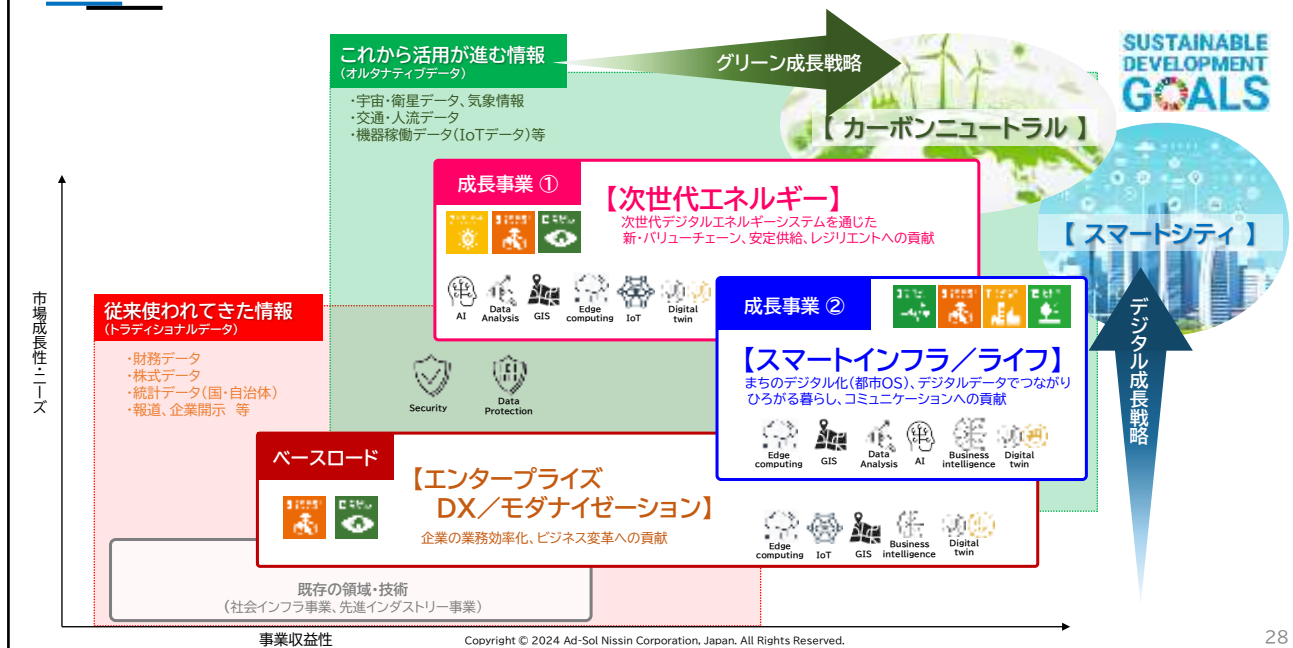 これから活用が進む情報
(オルタナティブデータ)
・宇宙・衛星データ、気象情報
・交通・人流データ
・機器稼働データ(IoTデータ)等
グリーン成長戦略
【 カーボンニュートラル 】
SUSTAINABLE
DEVELOPMENT
GOALS
【 スマートシティ 】
デジタル成長戦略
成長事業 ①
【次世代エネルギー】
次世代デジタルエネルギーシステムを通じた
新・バリューチェーン、安定供給、レジリエントへの貢献
AI
Data
Analysis
GIS
Edge
computing
IoT
Digital
twin
成長事業 ②
【スマートインフラ／ライフ】
まちのデジタル化(都市OS)、デジタルデータでつながり
ひろがる暮らし、コミュニケーションへの貢献
Edge
computing
GIS
Data
Analysis
AI
Business
intelligence
Digital
twin
市場成長性・ニーズ
従来使われてきた情報
(トラディショナルデータ)
・財務データ
・株式データ
・統計データ(国・自治体)
・報道、企業開示 等
Security
Data
Protection
ベースロード
【エンタープライズ
DX／モダナイゼーション】
企業の業務効率化、ビジネス変革への貢献
Edge
computing
IoT
GIS
Business
intelligence
Digital
twin
既存の領域・技術
(社会インフラ事業、先進インダストリー事業)
事業収益性
Copyright © 2024 Ad-Sol Nissin Corporation, Japan. All Rights Reserved.
28